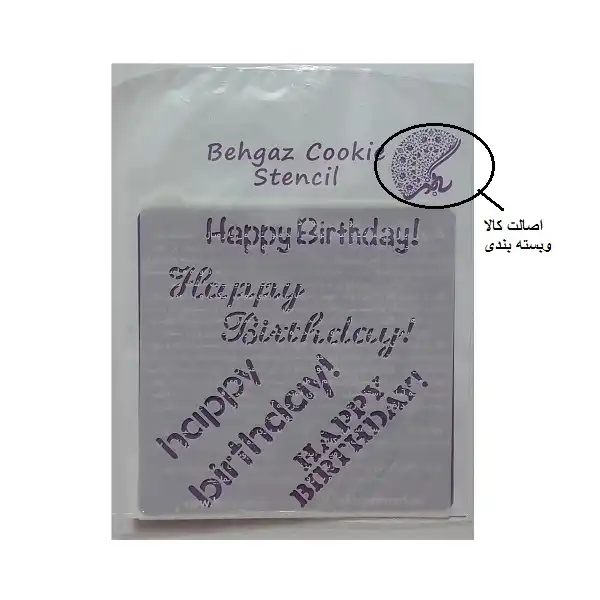 Behgaz Cookie
Stencil
اصالت کالا
وبسته بندی
Happy Birthday!
Happy
Birthday!
happy
birthday!
HAPPY
BIRTHDAY!